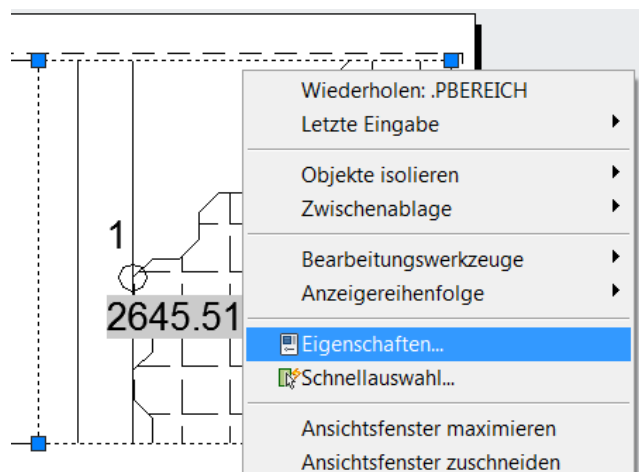 Wiederholen: .PBEREICH
Letzte Eingabe
Objekte isolieren
Zwischenablage
1
Bearbeitungswerkzeuge
Anzeigereihenfolge
2645.51
Eigenschaften...
Schnellauswahl...
Ansichtsfenster maximieren
Ansichtsfenster zuschneiden